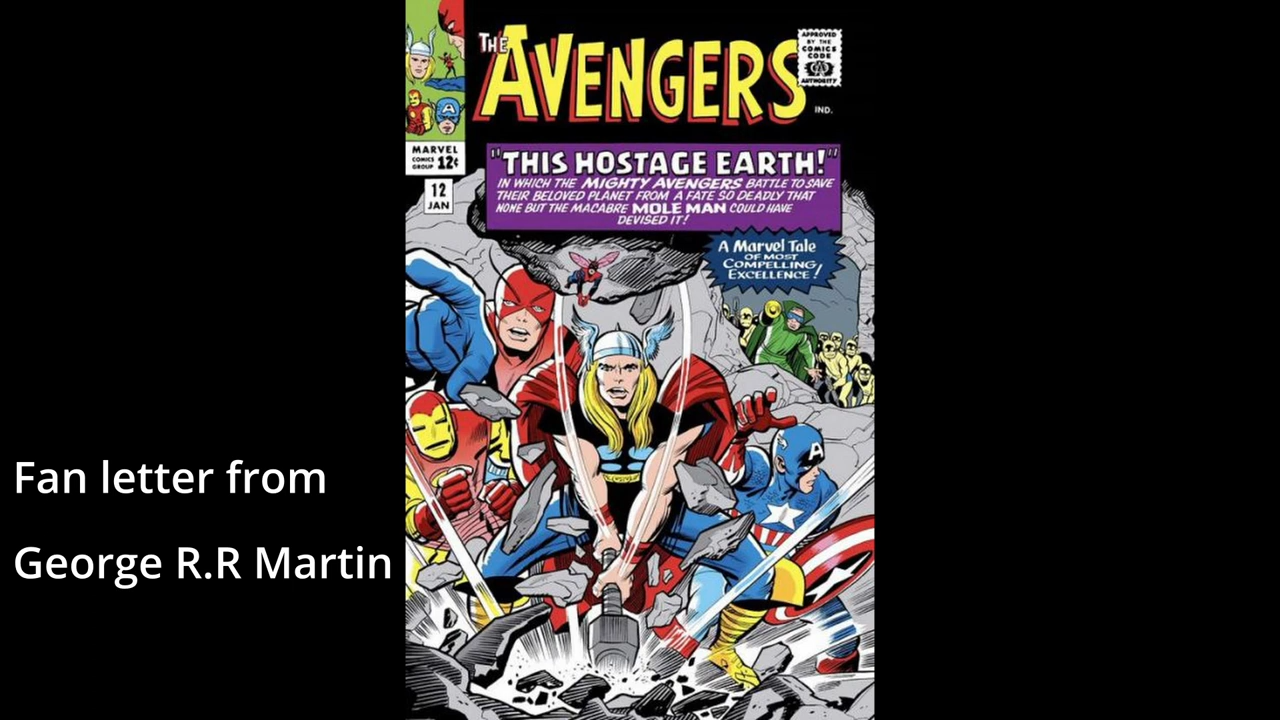 Fan letter from
George R.R Martin
MARVEL
COMICS
GROUP 12¢
12
JAN
THE AVENGERS
APPROVED
BY THE
COMICS
CODE
AUTHORITY
IND.
"THIS HOSTAGE EARTH!"
IN WHICH THE MIGHTY AVENGERS BATTLE TO SAVE
THEIR BELOVED PLANET FROM A FATE SO DEADLY THAT
NONE BUT THE MACABRE MOLE MAN COULD HAVE
DEVISED IT!
A Marvel Tale
OF MOST
COMPELLING
EXCELLENCE!
A